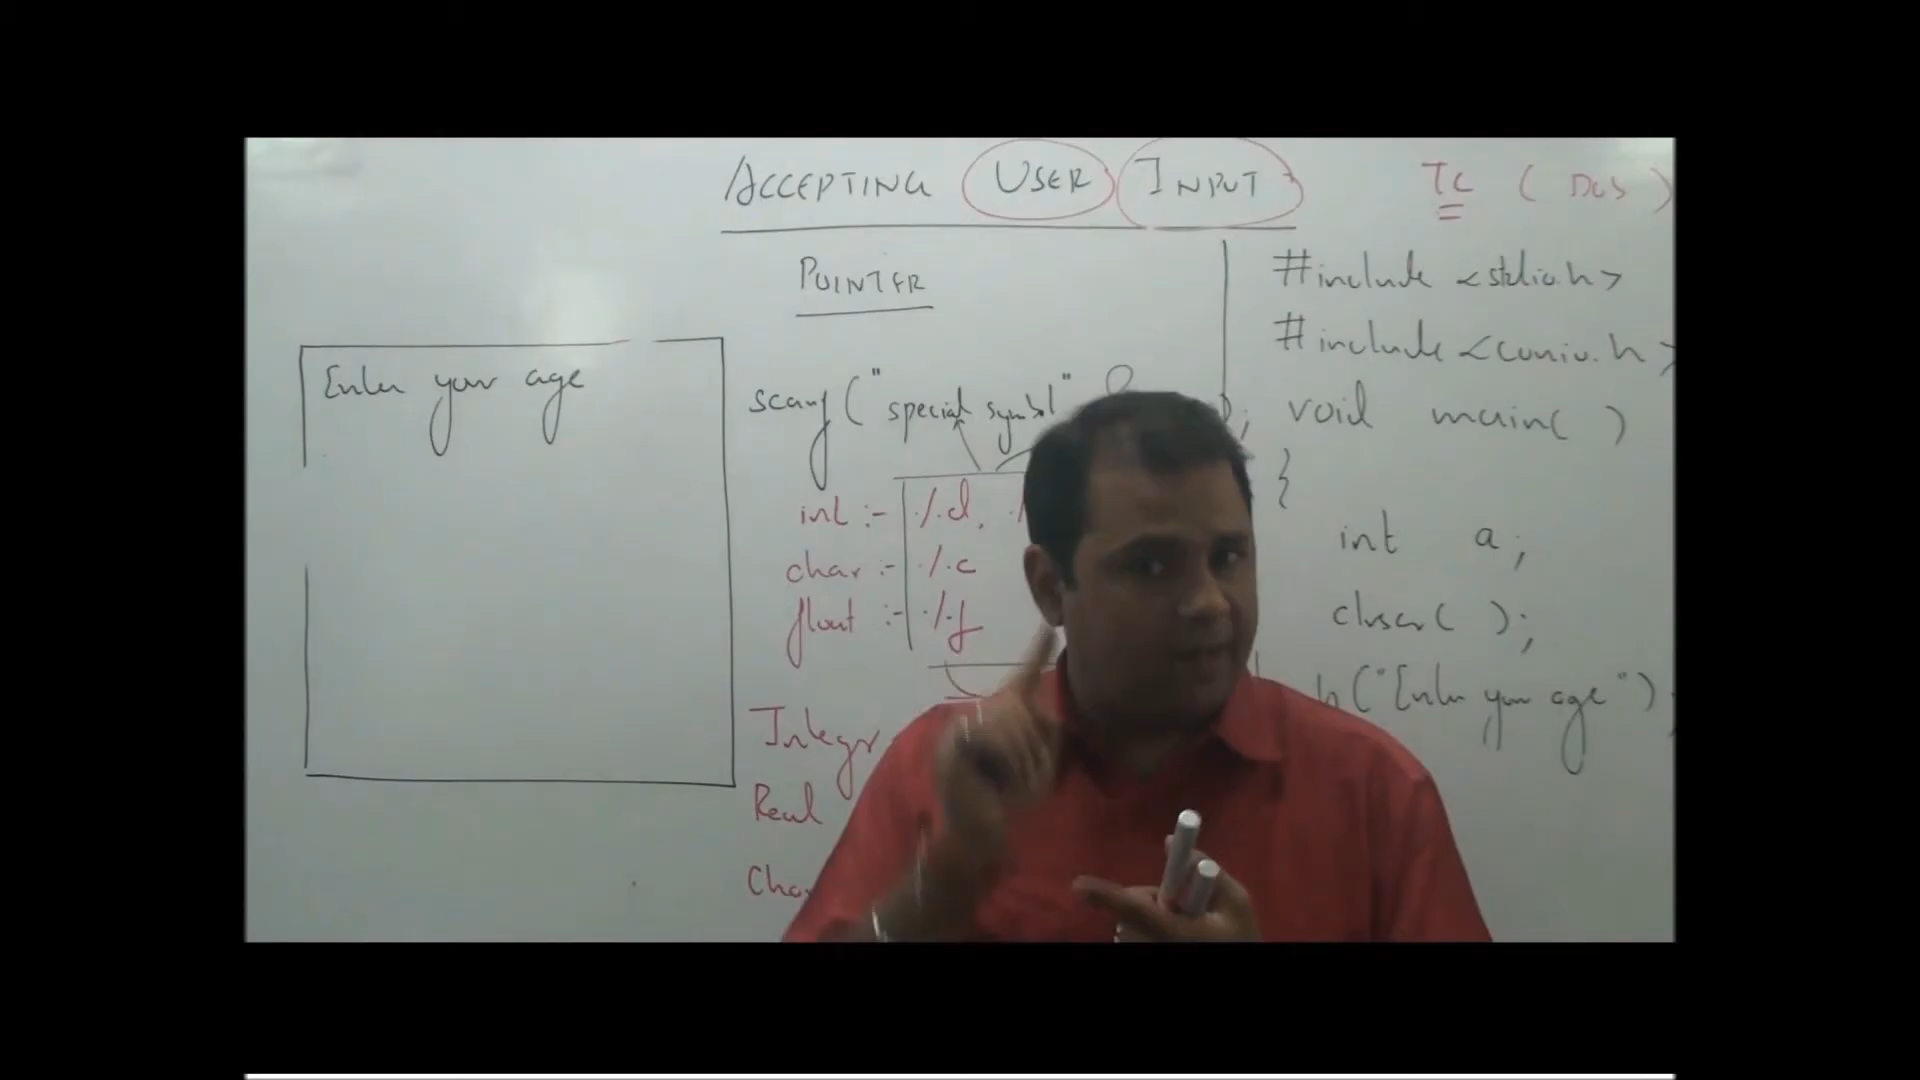 ACCEPTING USER INPUT
TC ( DOS )
POINTER
Enter your age
scanf ("special symbol"
int :- %d,
char :- %c
float :- %f
Real
#include <stdio.h>
#include <conio.h>
void main( )
{
int a;
clrscr( );
("Enter your age")